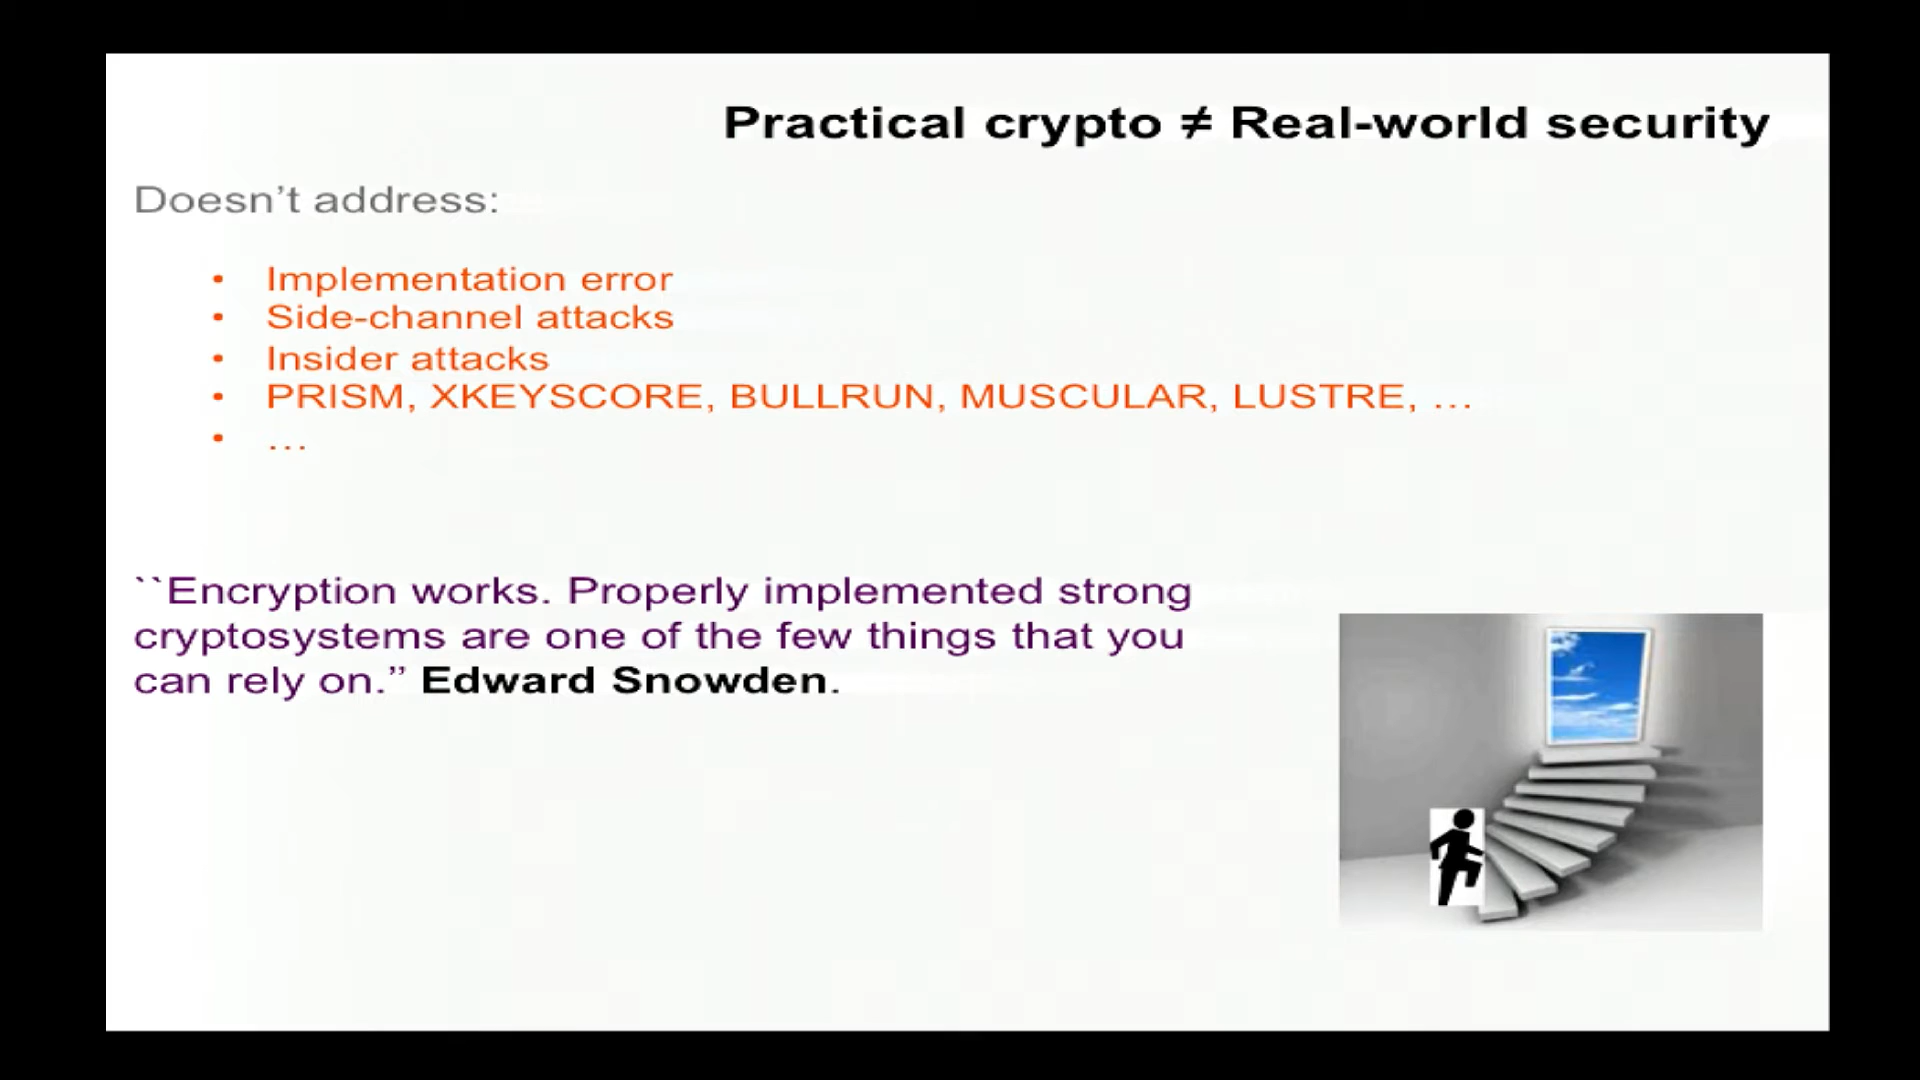 Practical crypto ≠ Real-world security
Doesn’t address:
• Implementation error
• Side-channel attacks
• Insider attacks
• PRISM, XKEYSCORE, BULLRUN, MUSCULAR, LUSTRE, …
• …
``Encryption works. Properly implemented strong
cryptosystems are one of the few things that you
can rely on.” Edward Snowden.